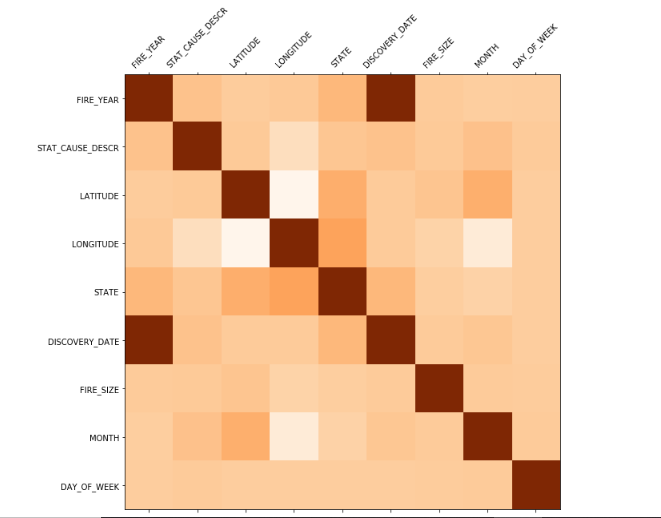 FIRE_YEAR
STAT_CAUSE_DESCR
LATITUDE
LONGITUDE
STATE
DISCOVERY_DATE
FIRE_SIZE
MONTH
DAY_OF_WEEK
FIRE_YEAR
STAT_CAUSE_DESCR
LATITUDE
LONGITUDE
STATE
DISCOVERY_DATE
FIRE_SIZE
MONTH
DAY_OF_WEEK